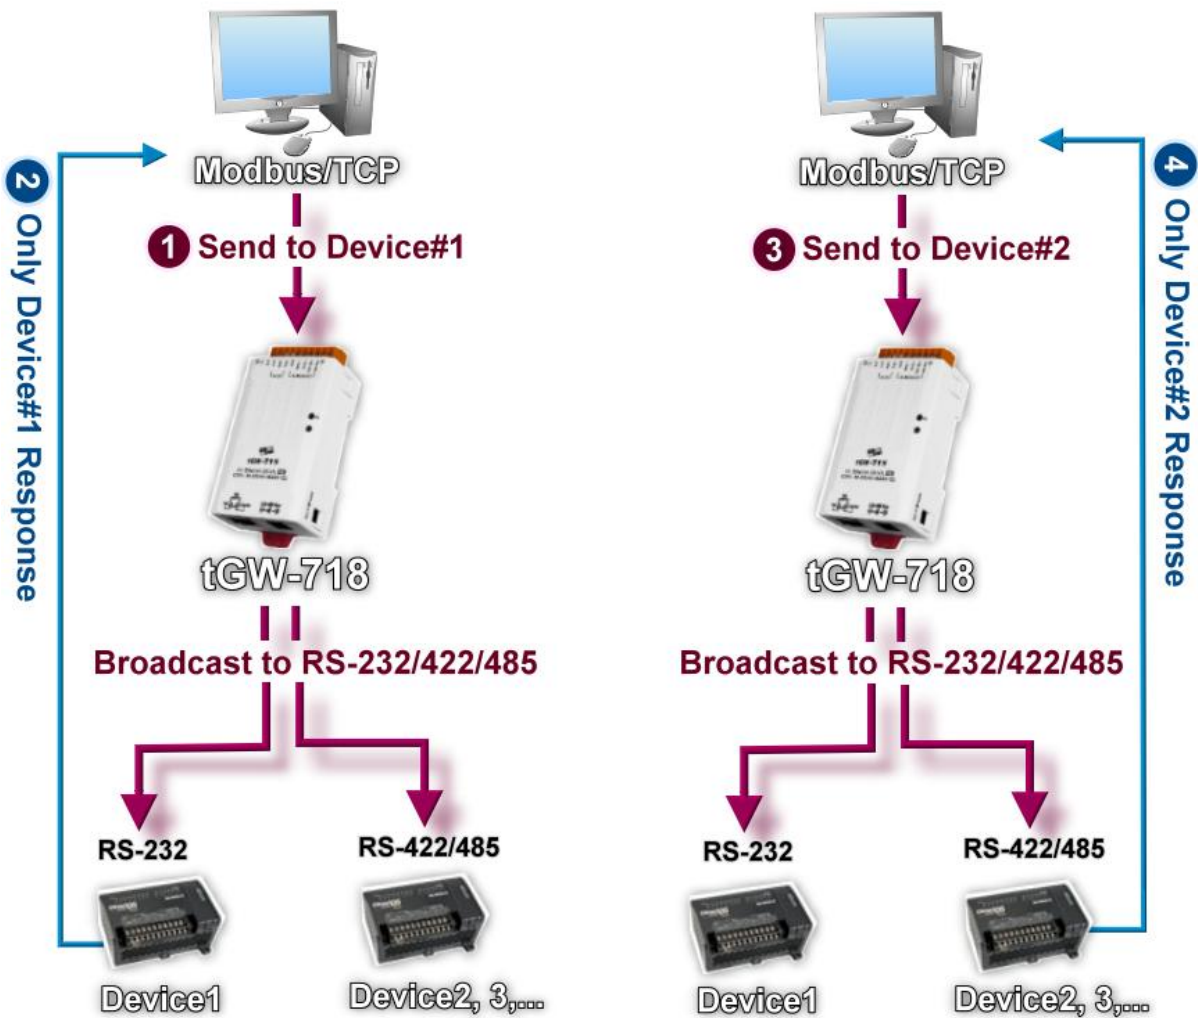 Modbus/TCP
1 Send to Device#1
2 Only Device#1 Response
tGW-718
Broadcast to RS-232/422/485
RS-232
RS-422/485
Device1
Device2, 3,...
Modbus/TCP
3 Send to Device#2
4 Only Device#2 Response
tGW-718
Broadcast to RS-232/422/485
RS-232
RS-422/485
Device1
Device2, 3,...